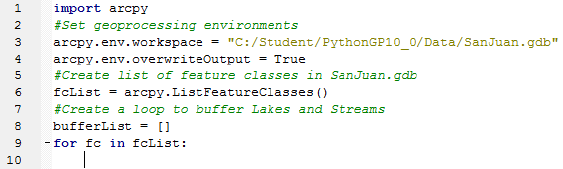 1 import arcpy
2 #Set geoprocessing environments
3 arcpy.env.workspace = "C:/Student/PythonGP10_0/Data/SanJuan.gdb"
4 arcpy.env.overwriteOutput = True
5 #Create list of feature classes in SanJuan.gdb
6 fcList = arcpy.ListFeatureClasses()
7 #Create a loop to buffer Lakes and Streams
8 bufferList = []
9 for fc in fcList:
10